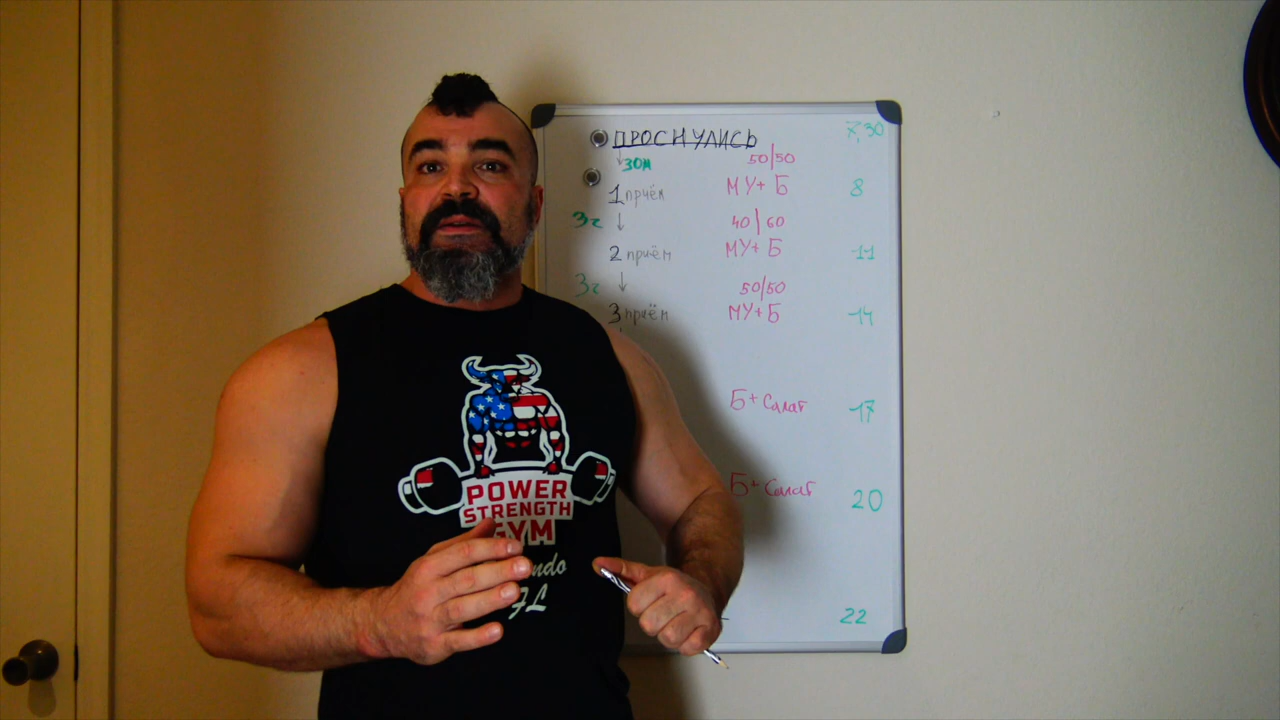 ПРОСНУЛИСЬ 7,30
30м 50/50
1 приём МУ+Б 8
3ч 40/60
2 приём МУ+Б 11
3ч 50/50
3 приём МУ+Б 14
Б+Салат 17
Б+Салат 20
22
POWER
STRENGTH
GYM
FL